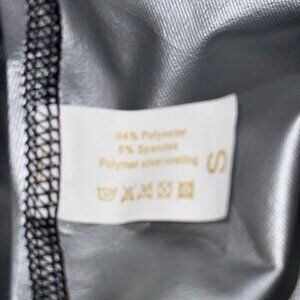 94% Polyester
6% Spandex
Polymer silver coating
S